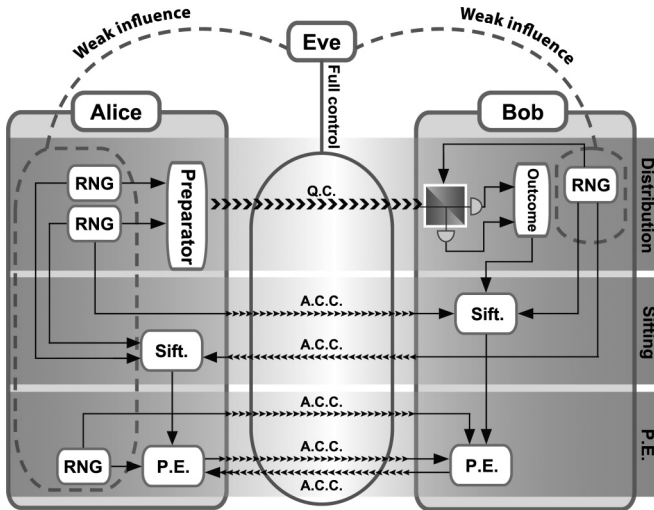 Weak influence
Eve
Weak influence
Full control
Alice
Bob
RNG
RNG
Preparator
Q.C.
Outcome
RNG
Distribution
A.C.C.
Sift.
A.C.C.
Sift.
Sifting
A.C.C.
RNG
P.E.
A.C.C.
A.C.C.
P.E.
P.E.